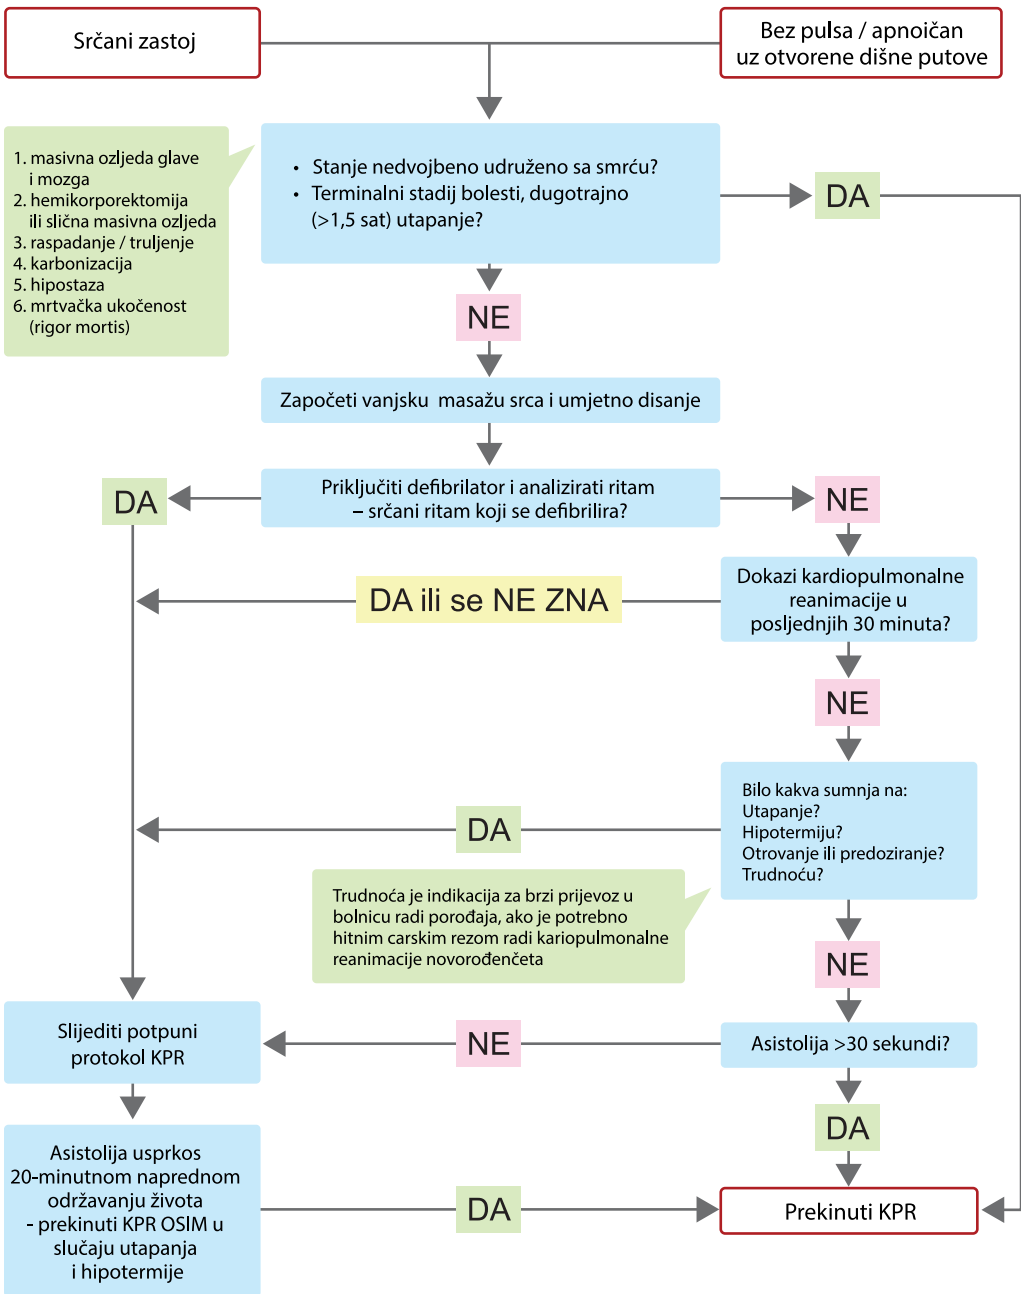 Srčani zastoj
Bez pulsa / apnoičan
uz otvorene dišne putove
1. masivna ozljeda glave
i mozga
2. hemikorporektomija
ili slična masivna ozljeda
3. raspadanje / truljenje
4. karbonizacija
5. hipostaza
6. mrtvačka ukočenost
(rigor mortis)
• Stanje nedvojbeno udruženo sa smrću?
• Terminalni stadij bolesti, dugotrajno
(>1,5 sat) utapanje?
DA
NE
Započeti vanjsku masažu srca i umjetno disanje
DA
Priključiti defibrilator i analizirati ritam
– srčani ritam koji se defibrilira?
NE
DA ili se NE ZNA
Dokazi kardiopulmonalne
reanimacije u
posljednjih 30 minuta?
NE
DA
Bilo kakva sumnja na:
Utapanje?
Hipotermiju?
Otrovanje ili predoziranje?
Trudnoću?
Trudnoća je indikacija za brzi prijevoz u
bolnicu radi porođaja, ako je potrebno
hitnim carskim rezom radi kariopulmonalne
reanimacije novorođenčeta
NE
Slijediti potpuni
protokol KPR
NE
Asistolija >30 sekundi?
DA
Asistolija usprkos
20-minutnom naprednom
održavanju života
- prekinuti KPR OSIM u
slučaju utapanja
i hipotermije
DA
Prekinuti KPR